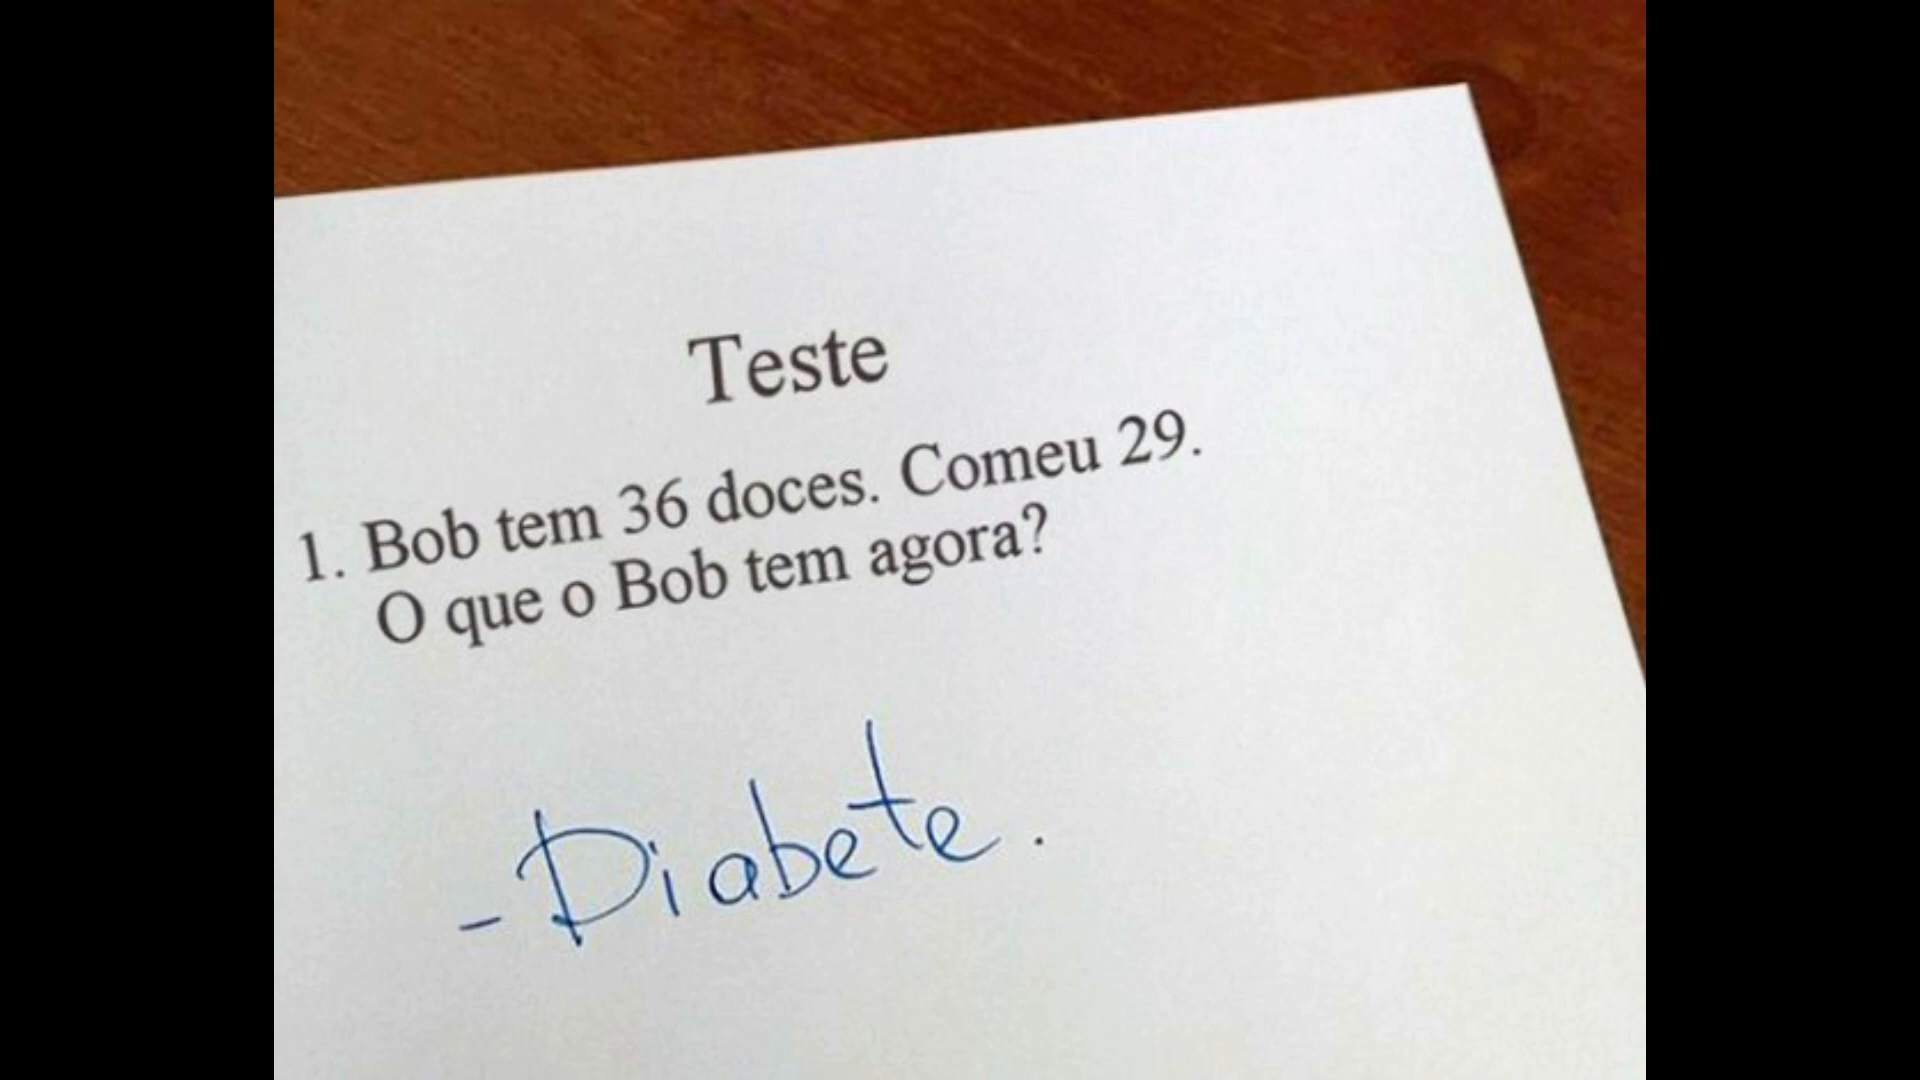 Teste
1. Bob tem 36 doces. Comeu 29.
O que o Bob tem agora?
- Diabete.